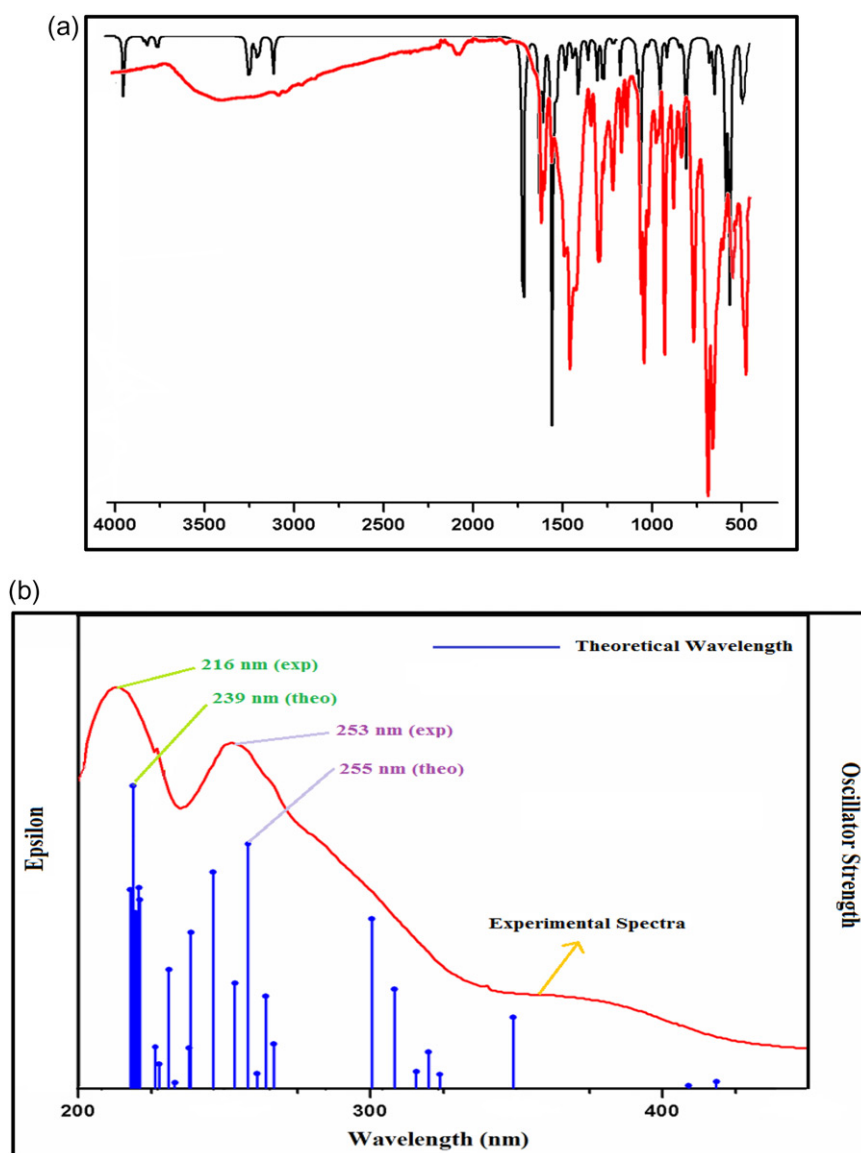 (a)
4000 3500 3000 2500 2000 1500 1000 500
(b)
Theoretical Wavelength
216 nm (exp)
239 nm (theo)
253 nm (exp)
255 nm (theo)
Epsilon
Oscillator Strength
Experimental Spectra
200 300 400
Wavelength (nm)